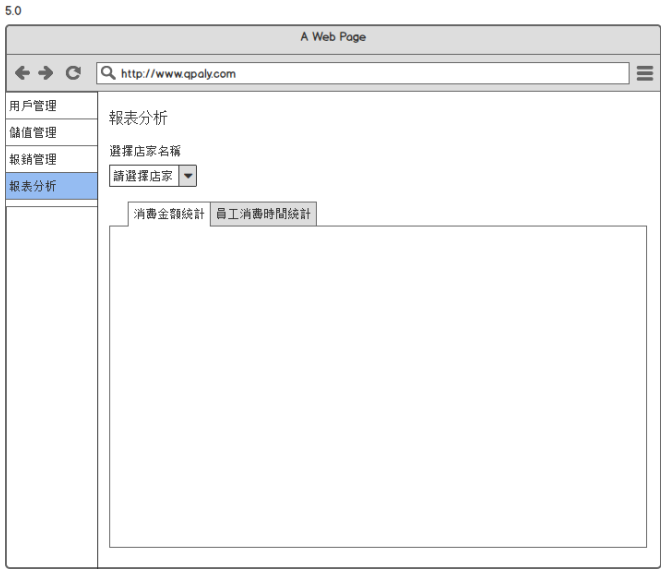 5.0
A Web Page
http://www.qpaly.com
用戶管理
儲值管理
報銷管理
報表分析
報表分析
選擇店家名稱
請選擇店家
消費金額統計 員工消費時間統計